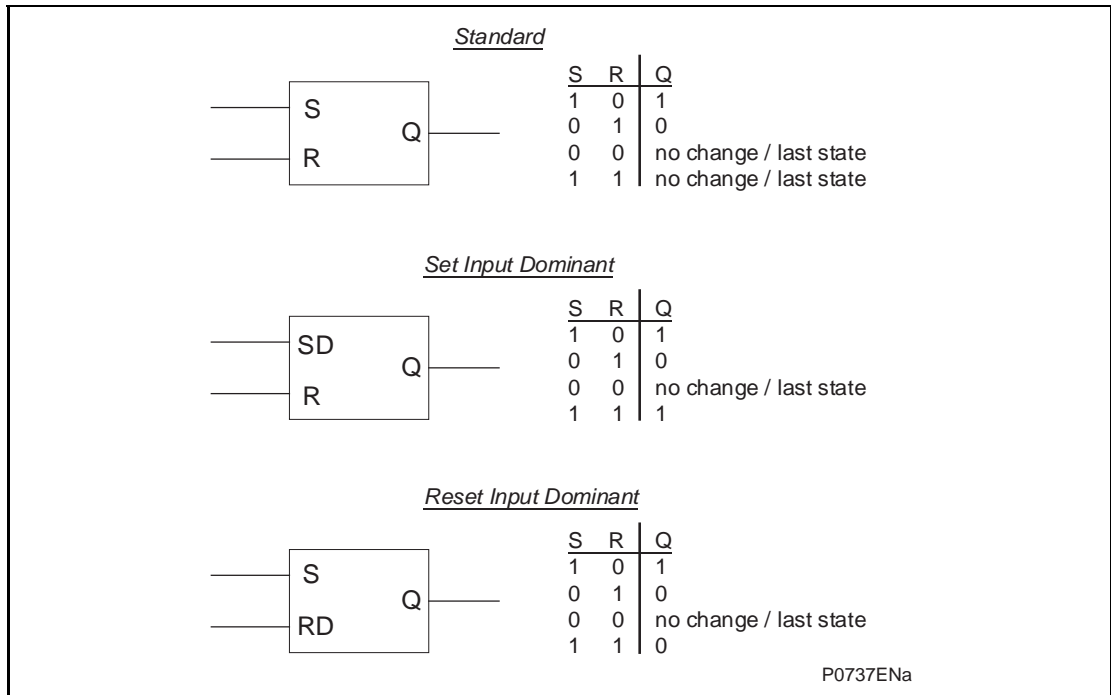 Standard
S R Q
1 0 1
0 1 0
0 0 no change / last state
1 1 no change / last state
S
Q
R
Set Input Dominant
S R Q
1 0 1
0 1 0
0 0 no change / last state
1 1 1
SD
Q
R
Reset Input Dominant
S R Q
1 0 1
0 1 0
0 0 no change / last state
1 1 0
S
Q
RD
P0737ENa